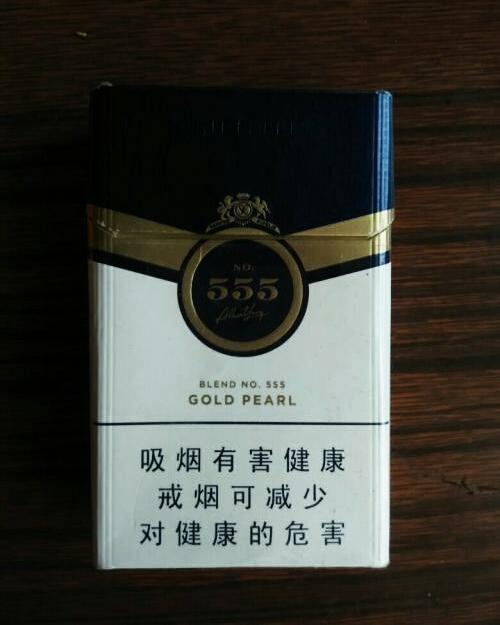 NO.
555
BLEND NO. 555
GOLD PEARL
吸烟有害健康
戒烟可减少
对健康的危害